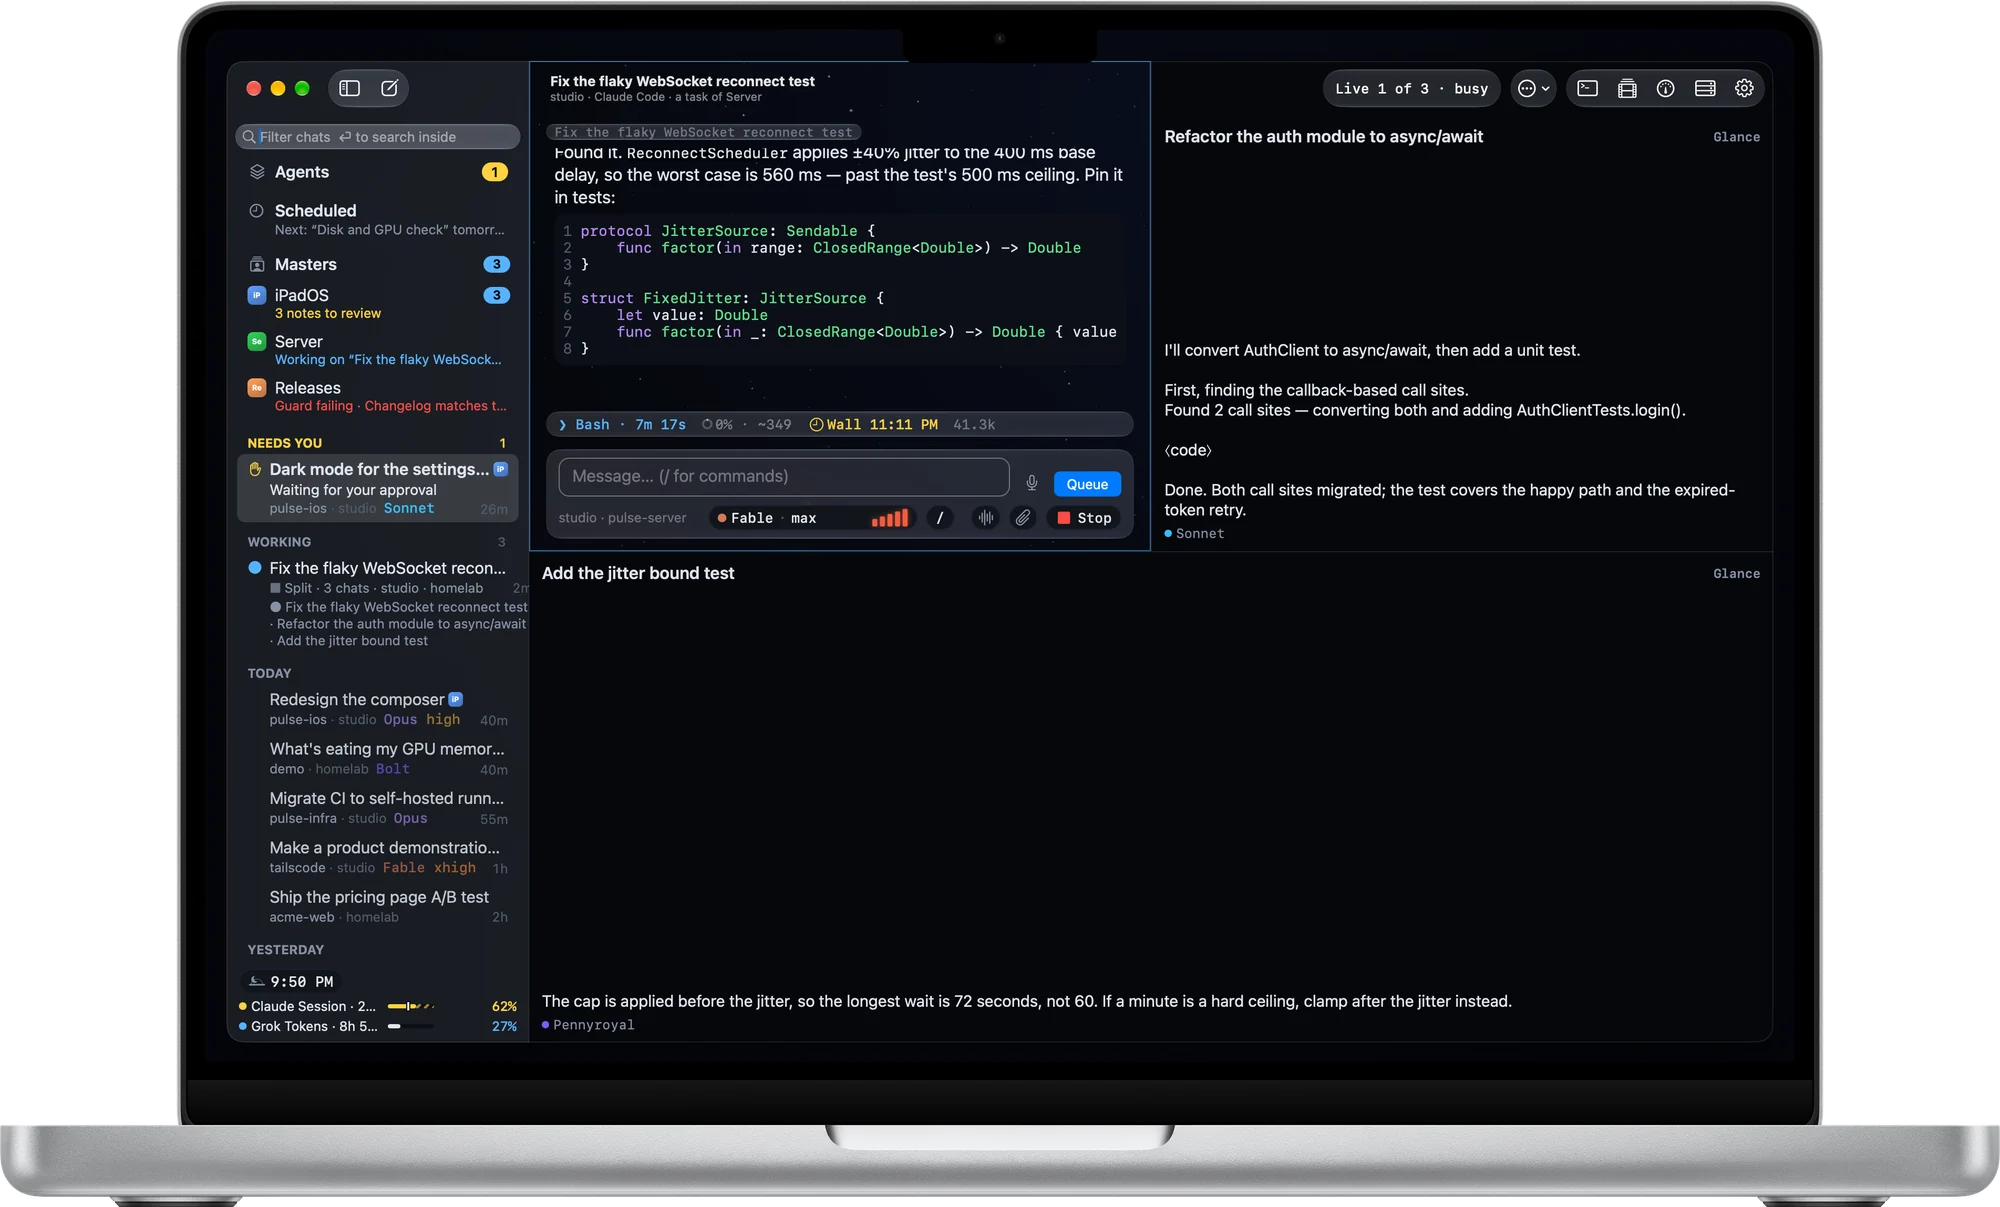 Filter chats ⏎ to search inside
Agents 1
Scheduled
Next: “Disk and GPU check” tomorr...
Masters 3
iP iPadOS 3
3 notes to review
Se Server
Working on “Fix the flaky WebSock...
Re Releases
Guard failing · Changelog matches t...
NEEDS YOU 1
Dark mode for the settings... iP
Waiting for your approval
pulse-ios · studio Sonnet 26m
WORKING 3
Fix the flaky WebSocket recon...
Split · 3 chats · studio · homelab 2m
Fix the flaky WebSocket reconnect test
· Refactor the auth module to async/await
· Add the jitter bound test
TODAY
Redesign the composer iP
pulse-ios · studio Opus high 40m
What's eating my GPU memor...
demo · homelab Bolt 40m
Migrate CI to self-hosted runn...
pulse-infra · studio Opus 55m
Make a product demonstratio...
tailscode · studio Fable xhigh 1h
Ship the pricing page A/B test
acme-web · homelab 2h
YESTERDAY
9:50 PM
Claude Session · 2... 62%
Grok Tokens · 8h 5... 27%
Fix the flaky WebSocket reconnect test
studio · Claude Code · a task of Server
Fix the flaky WebSocket reconnect test
Found it. ReconnectScheduler applies ±40% jitter to the 400 ms base
delay, so the worst case is 560 ms — past the test's 500 ms ceiling. Pin it
in tests:
1 protocol JitterSource: Sendable {
2 func factor(in range: ClosedRange<Double>) -> Double
3 }
4
5 struct FixedJitter: JitterSource {
6 let value: Double
7 func factor(in _: ClosedRange<Double>) -> Double { value
8 }
❯ Bash · 7m 17s 0% · ~349 Wall 11:11 PM 41.3k
Message... (/ for commands)
Queue
studio · pulse-server Fable · max / Stop
Live 1 of 3 · busy
Refactor the auth module to async/await Glance
I'll convert AuthClient to async/await, then add a unit test.
First, finding the callback-based call sites.
Found 2 call sites — converting both and adding AuthClientTests.login().
⟨code⟩
Done. Both call sites migrated; the test covers the happy path and the expired-
token retry.
Sonnet
Add the jitter bound test Glance
The cap is applied before the jitter, so the longest wait is 72 seconds, not 60. If a minute is a hard ceiling, clamp after the jitter instead.
Pennyroyal